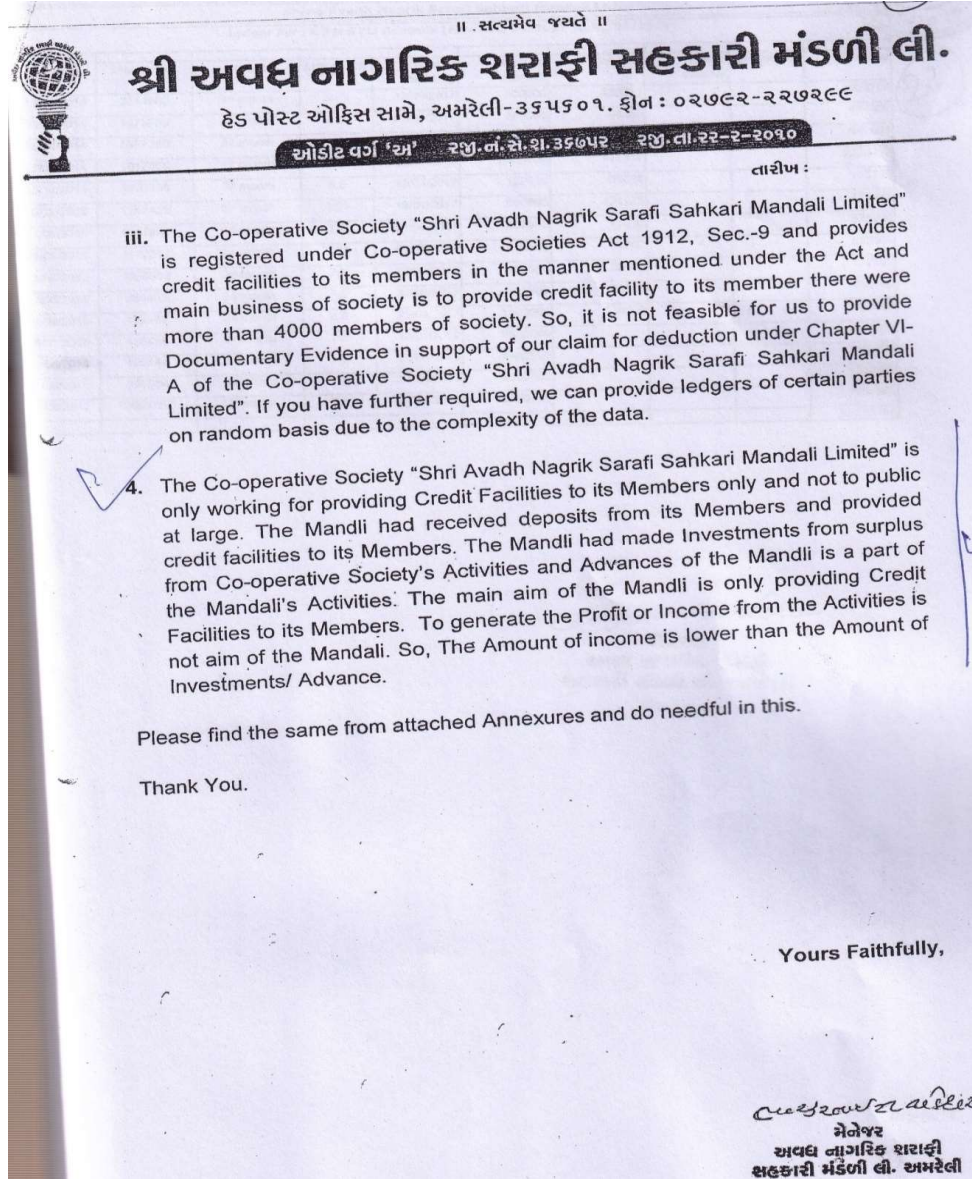 ॥ સત્યમેવ જયતે ॥
શ્રી અવધ નાગરિક શરાફી સહકારી મંડળી લી.
હેડ પોસ્ટ ઓફિસ સામે, અમરેલી-૩૬૫૬૦૧. ફોન : ૦૨૭૯૨-૨૨૭૨૯૯
ઓડીટ વર્ગ ‘અ’ રજી.નં.સે.શ.૩૬૭૫૨ રજી.તા.૨૨-૨-૨૦૧૦
તારીખ :
iii. The Co-operative Society “Shri Avadh Nagrik Sarafi Sahkari Mandali Limited”
is registered under Co-operative Societies Act 1912, Sec.-9 and provides
credit facilities to its members in the manner mentioned under the Act and
main business of society is to provide credit facility to its member there were
more than 4000 members of society. So, it is not feasible for us to provide
Documentary Evidence in support of our claim for deduction under Chapter VI-
A of the Co-operative Society “Shri Avadh Nagrik Sarafi Sahkari Mandali
Limited”. If you have further required, we can provide ledgers of certain parties
on random basis due to the complexity of the data.
4. The Co-operative Society “Shri Avadh Nagrik Sarafi Sahkari Mandali Limited” is
only working for providing Credit Facilities to its Members only and not to public
at large. The Mandli had received deposits from its Members and provided
credit facilities to its Members. The Mandli had made Investments from surplus
from Co-operative Society’s Activities and Advances of the Mandli is a part of
the Mandali’s Activities. The main aim of the Mandli is only providing Credit
Facilities to its Members. To generate the Profit or Income from the Activities is
not aim of the Mandali. So, The Amount of income is lower than the Amount of
Investments/ Advance.
Please find the same from attached Annexures and do needful in this.
Thank You.
Yours Faithfully,
મેનેજર
અવધ નાગરિક શરાફી
સહકારી મંડળી લી. અમરેલી